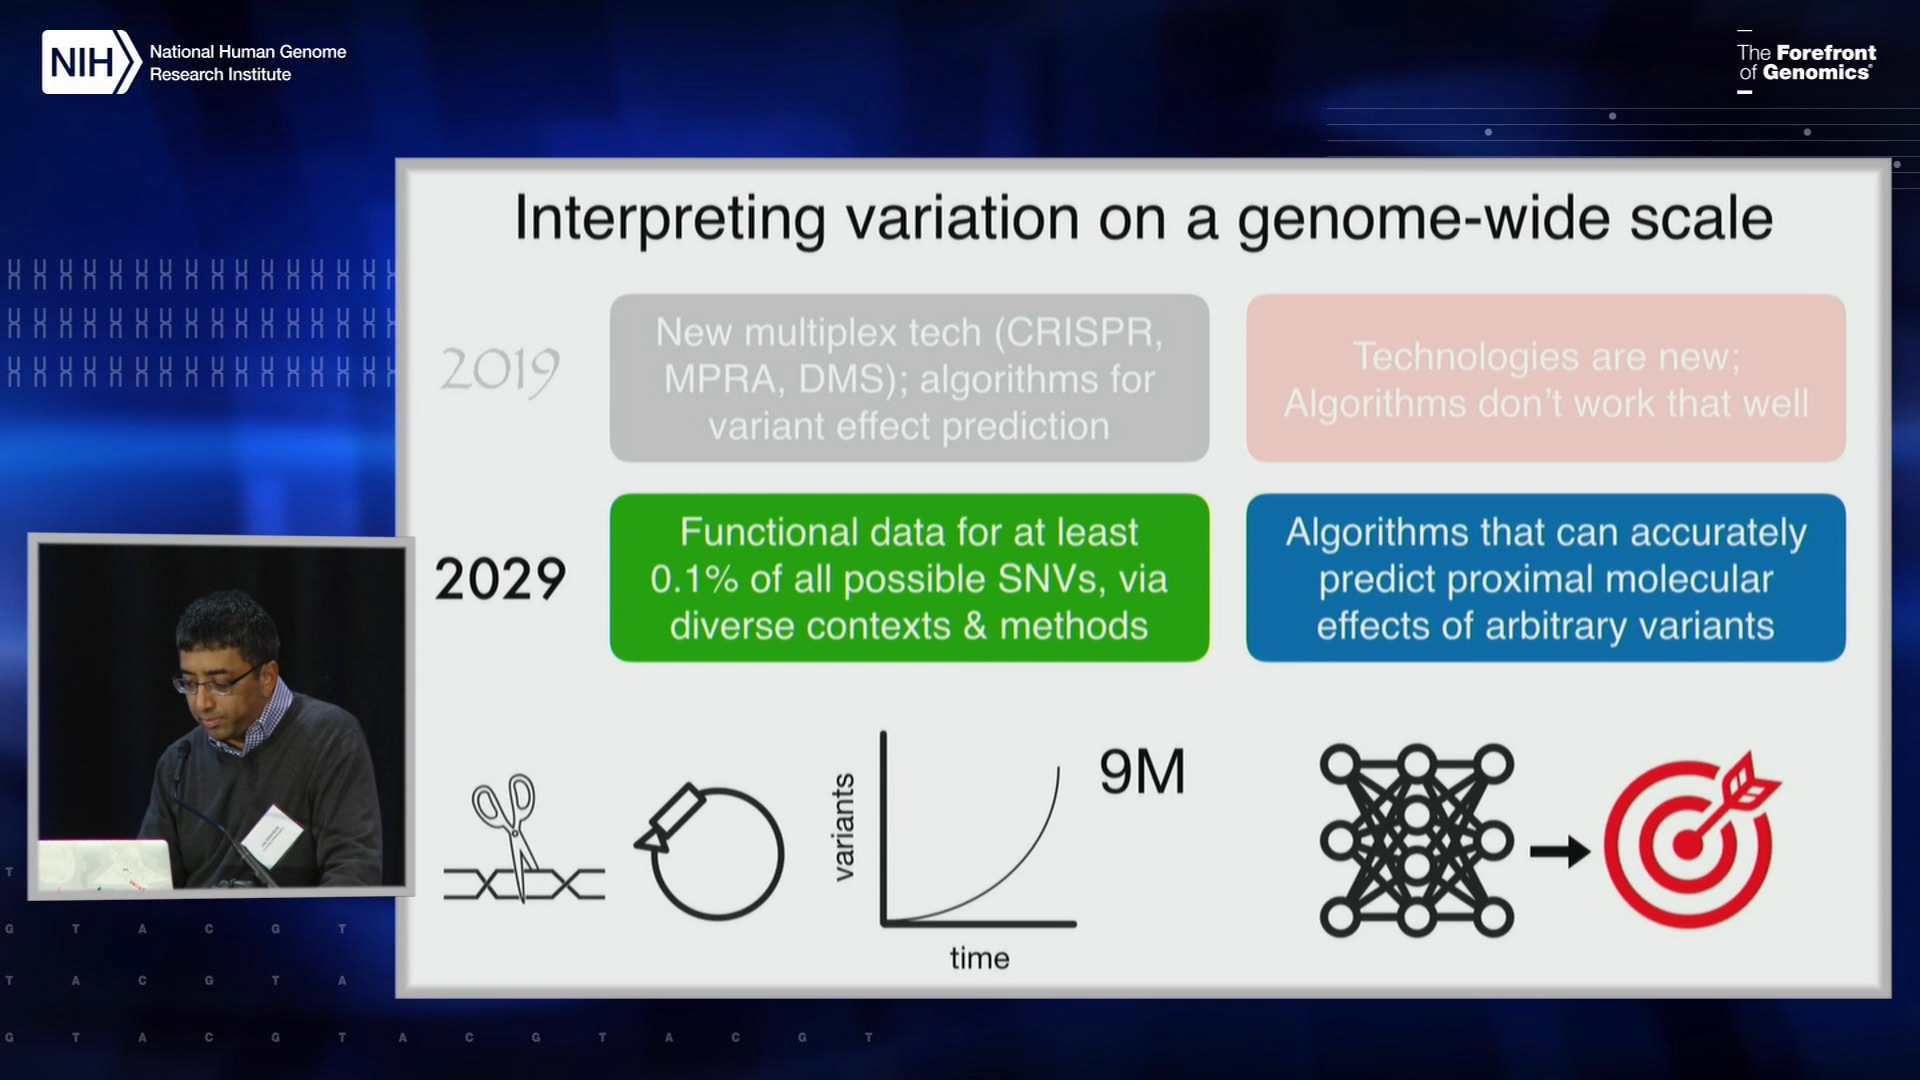 NIH
National Human Genome
Research Institute
The Forefront
of Genomics®
Interpreting variation on a genome-wide scale
2019
New multiplex tech (CRISPR,
MPRA, DMS); algorithms for
variant effect prediction
Technologies are new;
Algorithms don't work that well
2029
Functional data for at least
0.1% of all possible SNVs, via
diverse contexts & methods
Algorithms that can accurately
predict proximal molecular
effects of arbitrary variants
variants
time
9M
T
G T A C G T
T A C G T A
G T A C G T A C G T A C G T